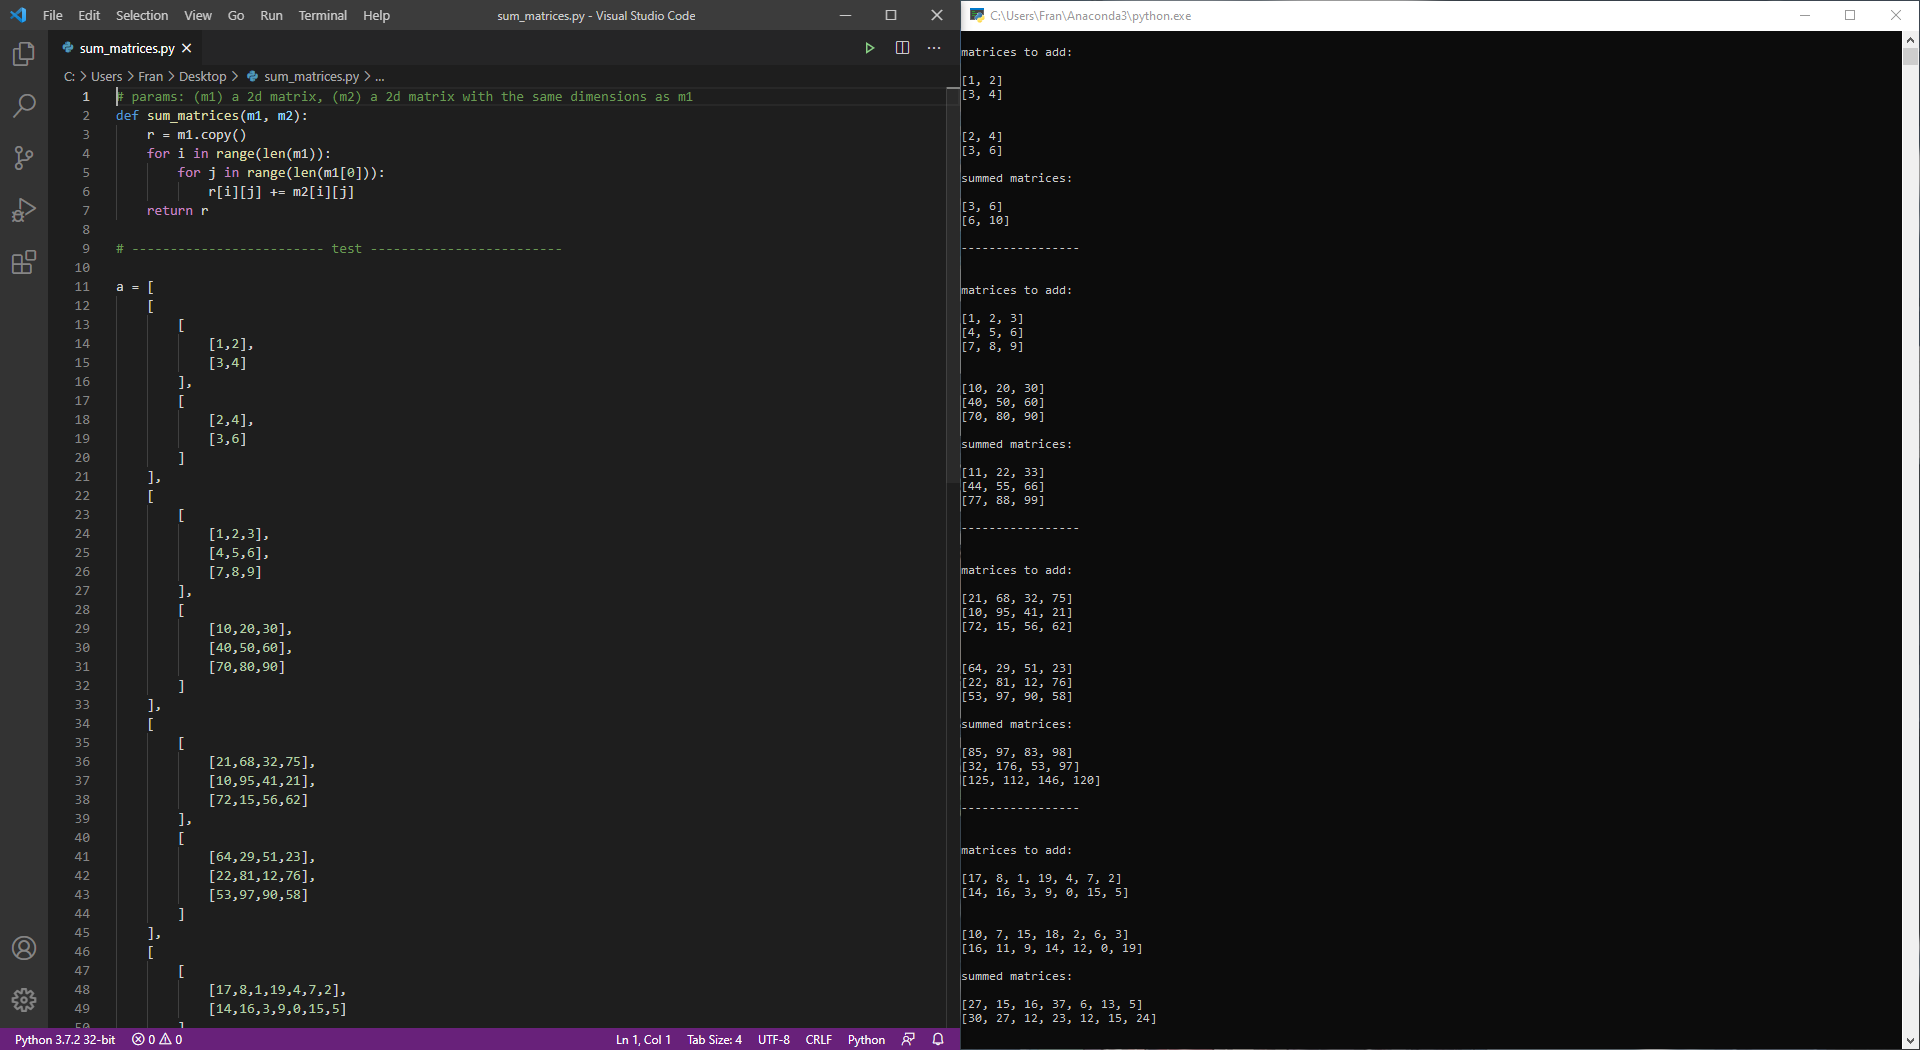 File Edit Selection View Go Run Terminal Help sum_matrices.py - Visual Studio Code
sum_matrices.py
C: > Users > Fran > Desktop > sum_matrices.py > ...
1 # params: (m1) a 2d matrix, (m2) a 2d matrix with the same dimensions as m1
2 def sum_matrices(m1, m2):
3 r = m1.copy()
4 for i in range(len(m1)):
5 for j in range(len(m1[0])):
6 r[i][j] += m2[i][j]
7 return r
8
9 # ------------------------- test -------------------------
10
11 a = [
12 [
13 [
14 [1,2],
15 [3,4]
16 ],
17 [
18 [2,4],
19 [3,6]
20 ]
21 ],
22 [
23 [
24 [1,2,3],
25 [4,5,6],
26 [7,8,9]
27 ],
28 [
29 [10,20,30],
30 [40,50,60],
31 [70,80,90]
32 ]
33 ],
34 [
35 [
36 [21,68,32,75],
37 [10,95,41,21],
38 [72,15,56,62]
39 ],
40 [
41 [64,29,51,23],
42 [22,81,12,76],
43 [53,97,90,58]
44 ]
45 ],
46 [
47 [
48 [17,8,1,19,4,7,2],
49 [14,16,3,9,0,15,5]
50 ]
Python 3.7.2 32-bit 0 0 Ln 1, Col 1 Tab Size: 4 UTF-8 CRLF Python
C:\Users\Fran\Anaconda3\python.exe
matrices to add:
[1, 2]
[3, 4]
[2, 4]
[3, 6]
summed matrices:
[3, 6]
[6, 10]
-----------------
matrices to add:
[1, 2, 3]
[4, 5, 6]
[7, 8, 9]
[10, 20, 30]
[40, 50, 60]
[70, 80, 90]
summed matrices:
[11, 22, 33]
[44, 55, 66]
[77, 88, 99]
-----------------
matrices to add:
[21, 68, 32, 75]
[10, 95, 41, 21]
[72, 15, 56, 62]
[64, 29, 51, 23]
[22, 81, 12, 76]
[53, 97, 90, 58]
summed matrices:
[85, 97, 83, 98]
[32, 176, 53, 97]
[125, 112, 146, 120]
-----------------
matrices to add:
[17, 8, 1, 19, 4, 7, 2]
[14, 16, 3, 9, 0, 15, 5]
[10, 7, 15, 18, 2, 6, 3]
[16, 11, 9, 14, 12, 0, 19]
summed matrices:
[27, 15, 16, 37, 6, 13, 5]
[30, 27, 12, 23, 12, 15, 24]